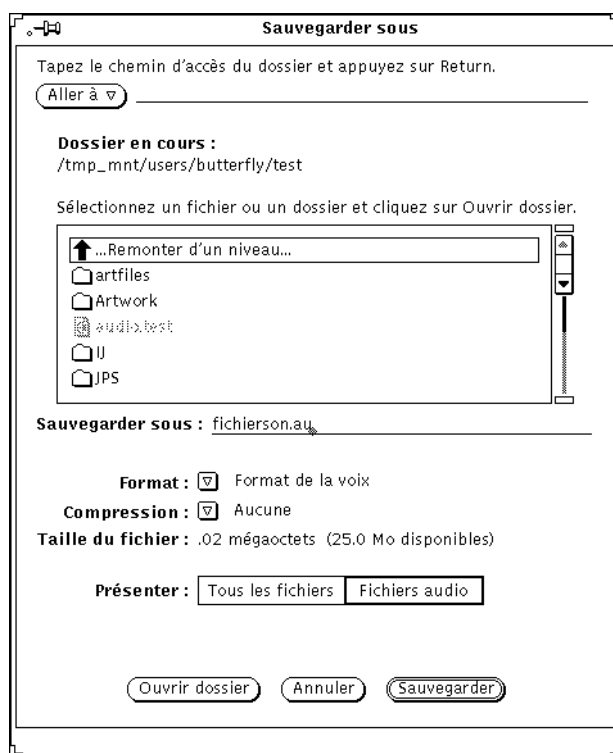 Sauvegarder sous
Tapez le chemin d'accès du dossier et appuyez sur Return.
Aller à
Dossier en cours :
/tmp_mnt/users/butterfly/test
Sélectionnez un fichier ou un dossier et cliquez sur Ouvrir dossier.
...Remonter d'un niveau...
artfiles
Artwork
audio.test
IJ
JPS
Sauvegarder sous : fichierson.au
Format : Format de la voix
Compression : Aucune
Taille du fichier : .02 mégaoctets (25.0 Mo disponibles)
Présenter : Tous les fichiers Fichiers audio
Ouvrir dossier Annuler Sauvegarder